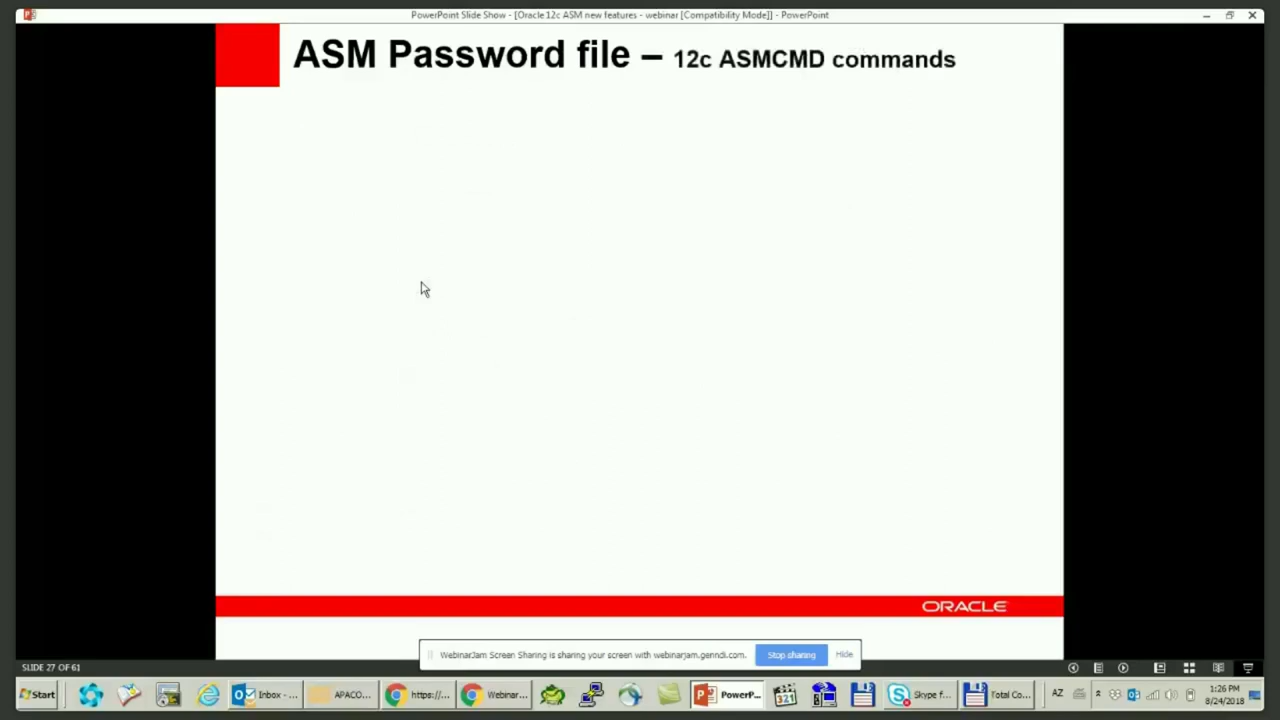 PowerPoint Slide Show - [Oracle 12c ASM new features - webinar [Compatibility Mode]] - PowerPoint
ASM Password file – 12c ASMCMD commands
ORACLE
WebinarJam Screen Sharing is sharing your screen with webinarjam.genndi.com.
Stop sharing
Hide
SLIDE 27 OF 61
Start
Inbox - ...
APACO...
https://...
Webinar...
PowerP...
321
Skype f...
Total Co...
AZ
1:26 PM
8/24/2018